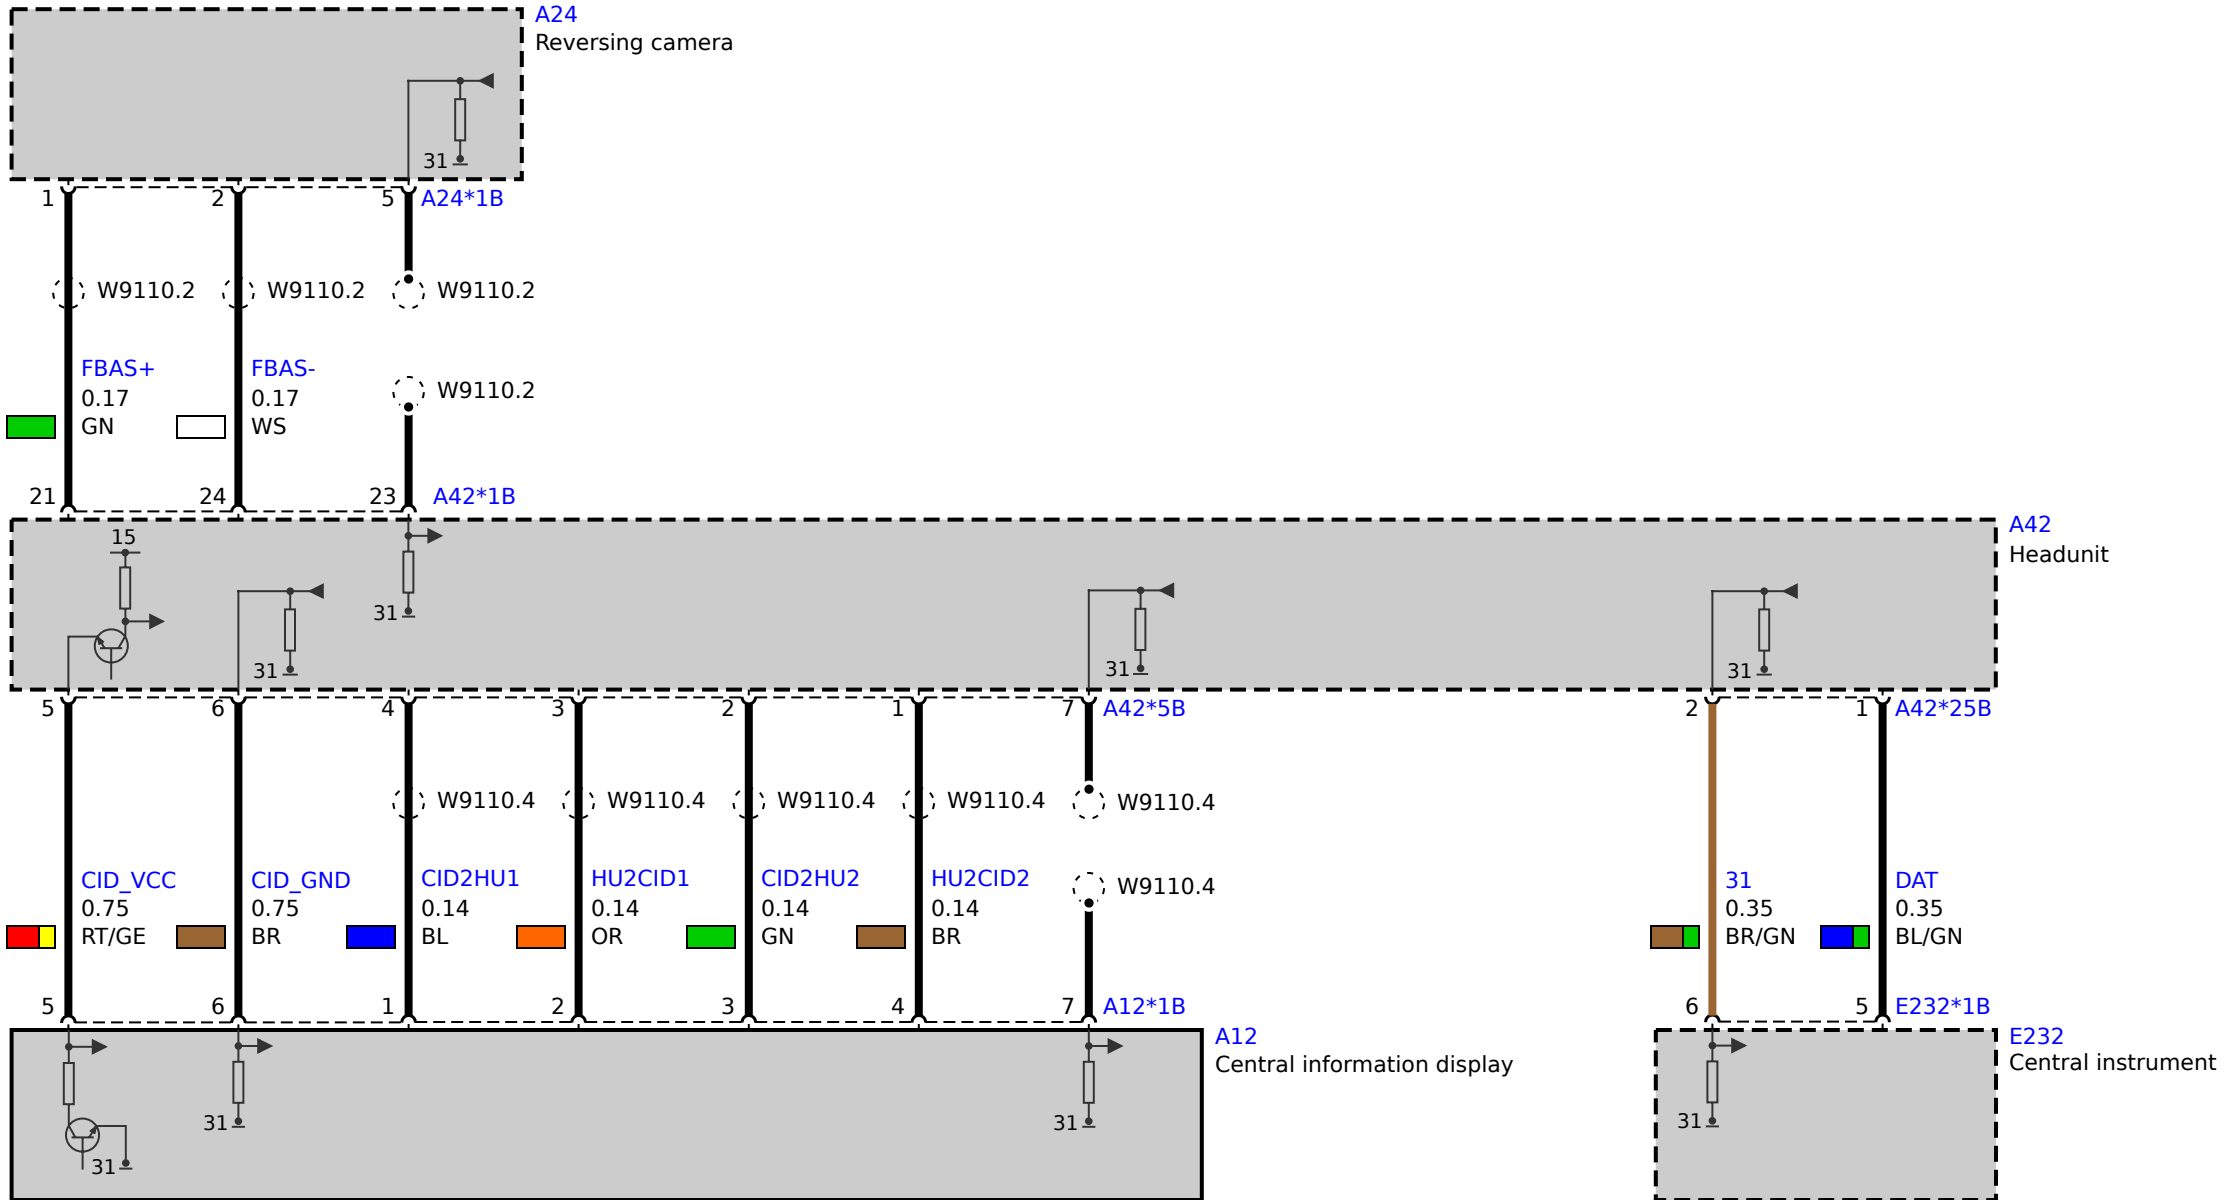 A24
Reversing camera
31
1
2
5
A24*1B
W9110.2
W9110.2
W9110.2
FBAS+
0.17
GN
FBAS-
0.17
WS
W9110.2
21
24
23
A42*1B
A42
Headunit
15
31
31
31
31
5
6
4
3
2
1
7
A42*5B
2
1
A42*25B
W9110.4
W9110.4
W9110.4
W9110.4
W9110.4
CID_VCC
0.75
RT/GE
CID_GND
0.75
BR
CID2HU1
0.14
BL
HU2CID1
0.14
OR
CID2HU2
0.14
GN
HU2CID2
0.14
BR
W9110.4
31
0.35
BR/GN
DAT
0.35
BL/GN
5
6
1
2
3
4
7
A12*1B
6
5
E232*1B
A12
Central information display
E232
Central instrument
31
31
31
31